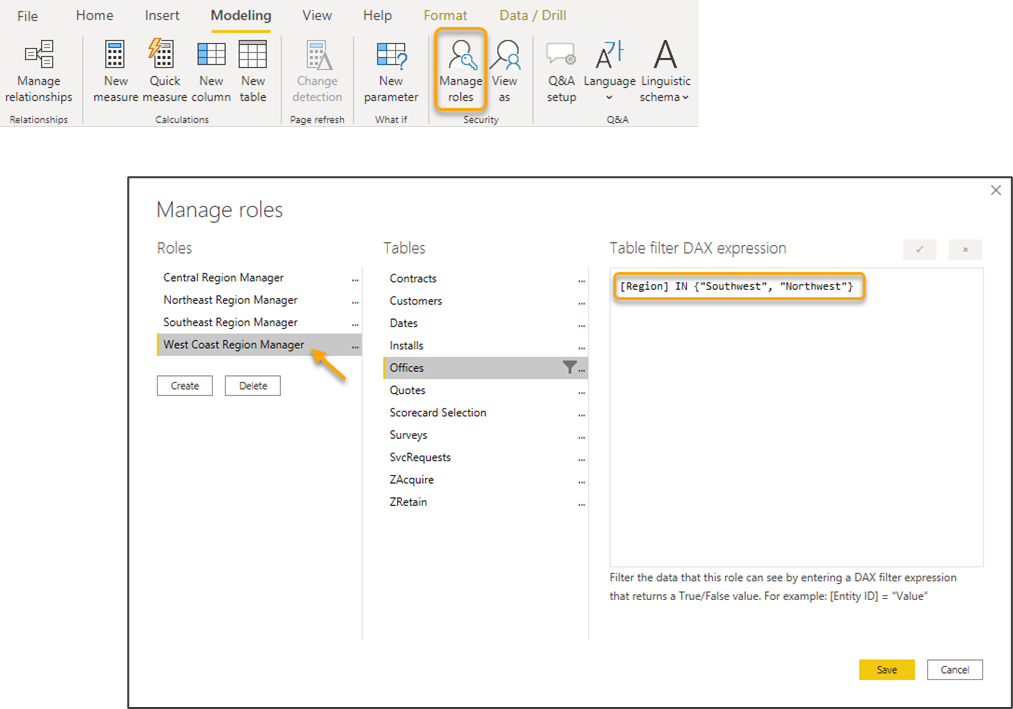 File Home Insert Modeling View Help Format Data / Drill
Manage New Quick New New Change New Manage View Q&A Language Linguistic
relationships measure measure column table detection parameter roles as setup schema
Relationships Calculations Page refresh What if Security Q&A
Manage roles
Roles Tables Table filter DAX expression
Central Region Manager ... Contracts ... [Region] IN {"Southwest", "Northwest"}
Northeast Region Manager ... Customers ...
Southeast Region Manager ... Dates ...
West Coast Region Manager ... Installs ...
Offices ...
Create Delete Quotes ...
Scorecard Selection ...
Surveys ...
SvcRequests ...
ZAcquire ...
ZRetain ...
Filter the data that this role can see by entering a DAX filter expression
that returns a True/False value. For example: [Entity ID] = "Value"
Save Cancel